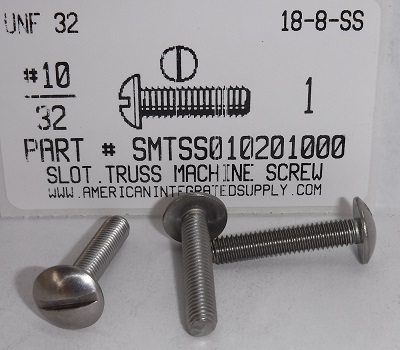 UNF 32 18-8-SS
#10
32 1
PART # SMTSS010201000
SLOT.TRUSS MACHINE SCREW
WWW.AMERICANINTEGRATEDSUPPLY.COM